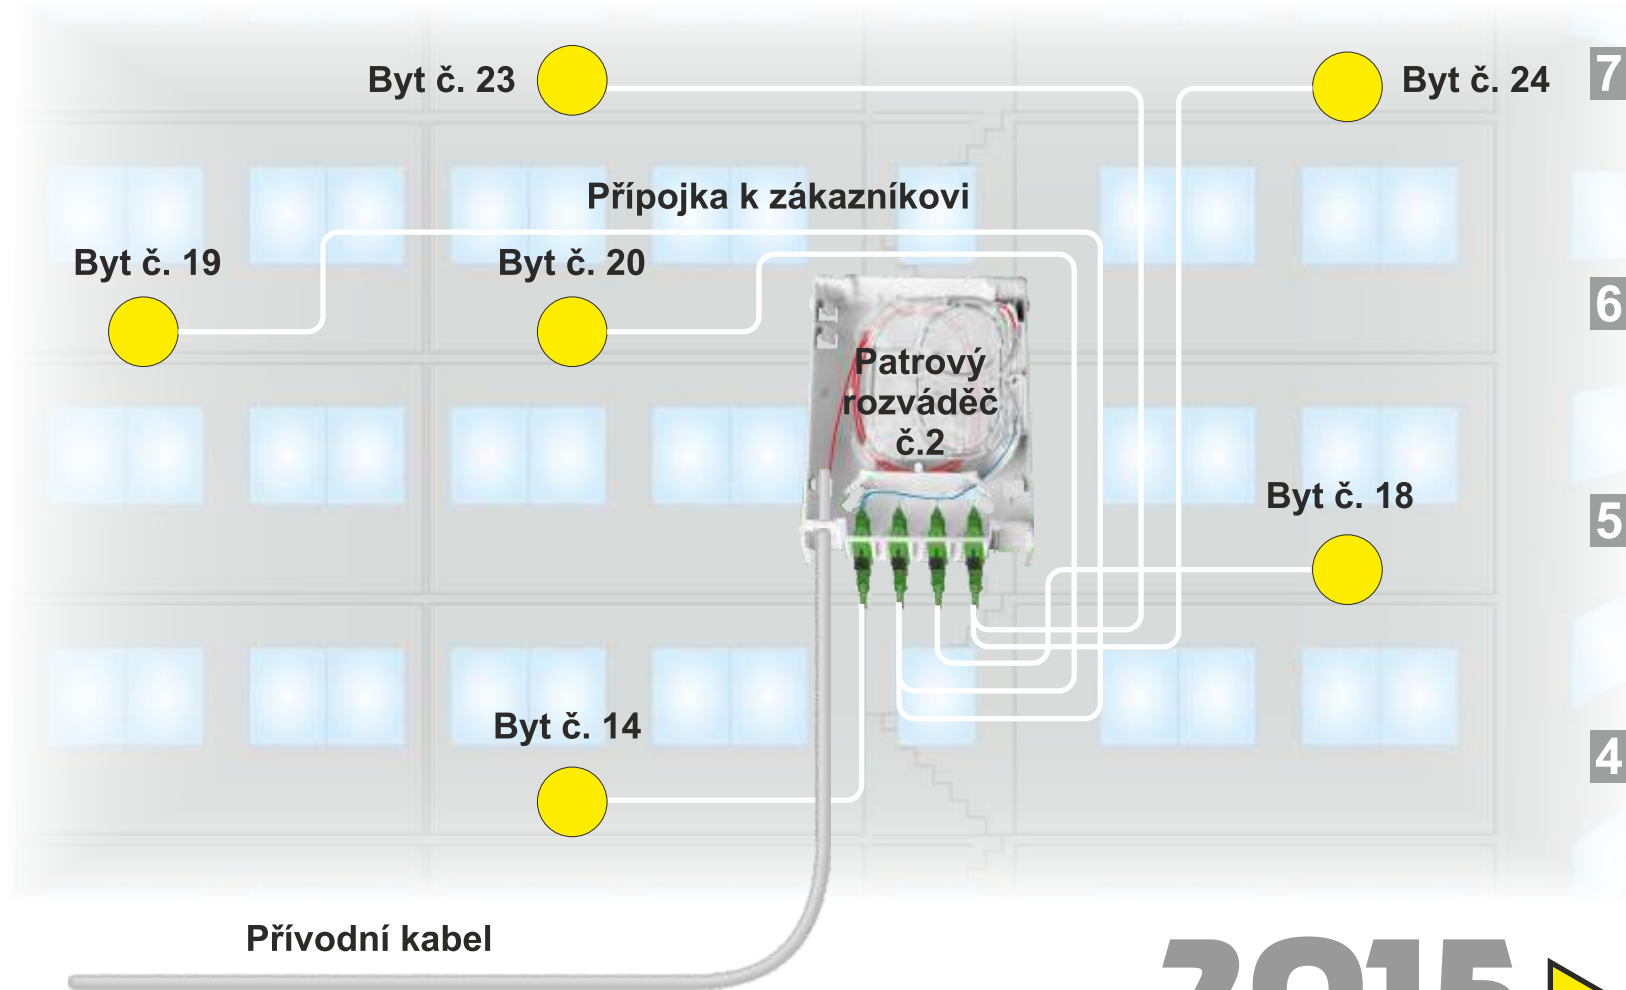 Byt č. 23
Byt č. 24
7
Přípojka k zákazníkovi
Byt č. 19
Byt č. 20
6
Patrový
rozváděč
č.2
Byt č. 18
5
Byt č. 14
4
Přívodní kabel
2015